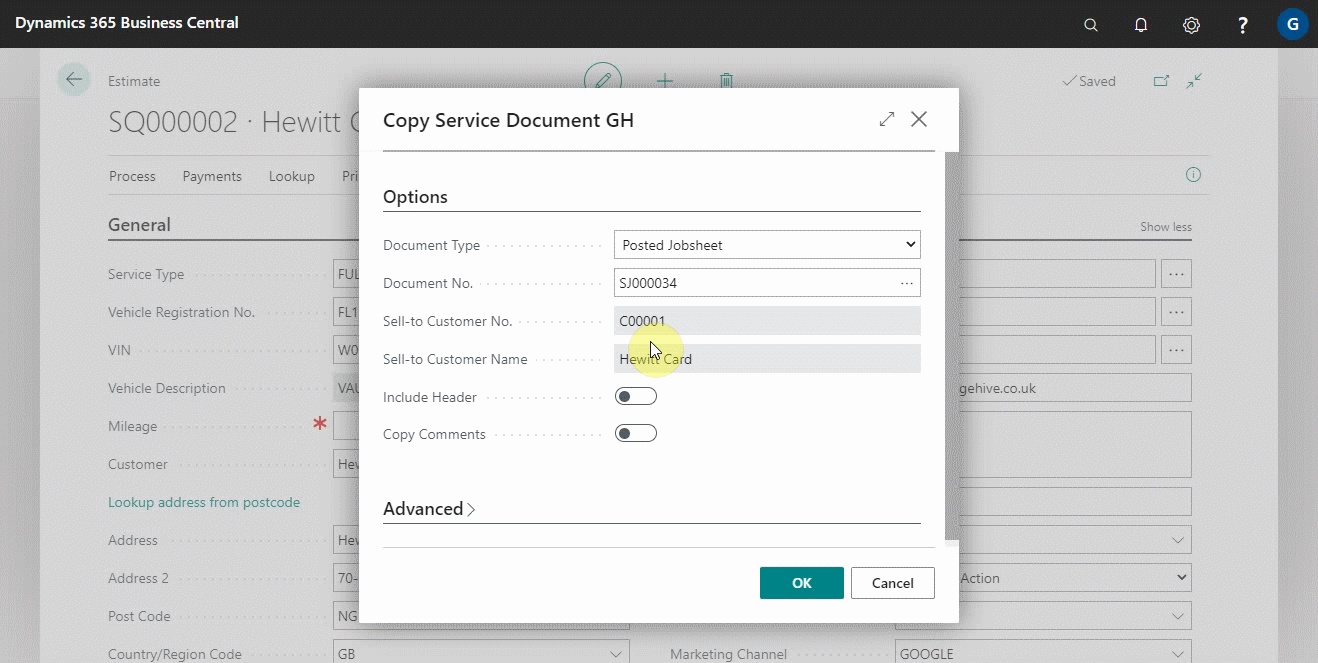 Dynamics 365 Business Central
?
G
Estimate
Saved
SQ000002 · Hewitt
Copy Service Document GH
Process
Payments
Lookup
General
Show less
Options
Document Type
Posted Jobsheet
Document No.
SJ000034
...
Sell-to Customer No.
C00001
Sell-to Customer Name
Hewitt Card
Include Header
Copy Comments
Advanced
OK
Cancel
Service Type
FUL
...
Vehicle Registration No.
FL1
...
VIN
W0
...
Vehicle Description
VAU
gehive.co.uk
Mileage
*
Customer
Hew
Lookup address from postcode
Address
Hew
Address 2
70-
Action
Post Code
NG
Country/Region Code
GB
Marketing Channel
GOOGLE